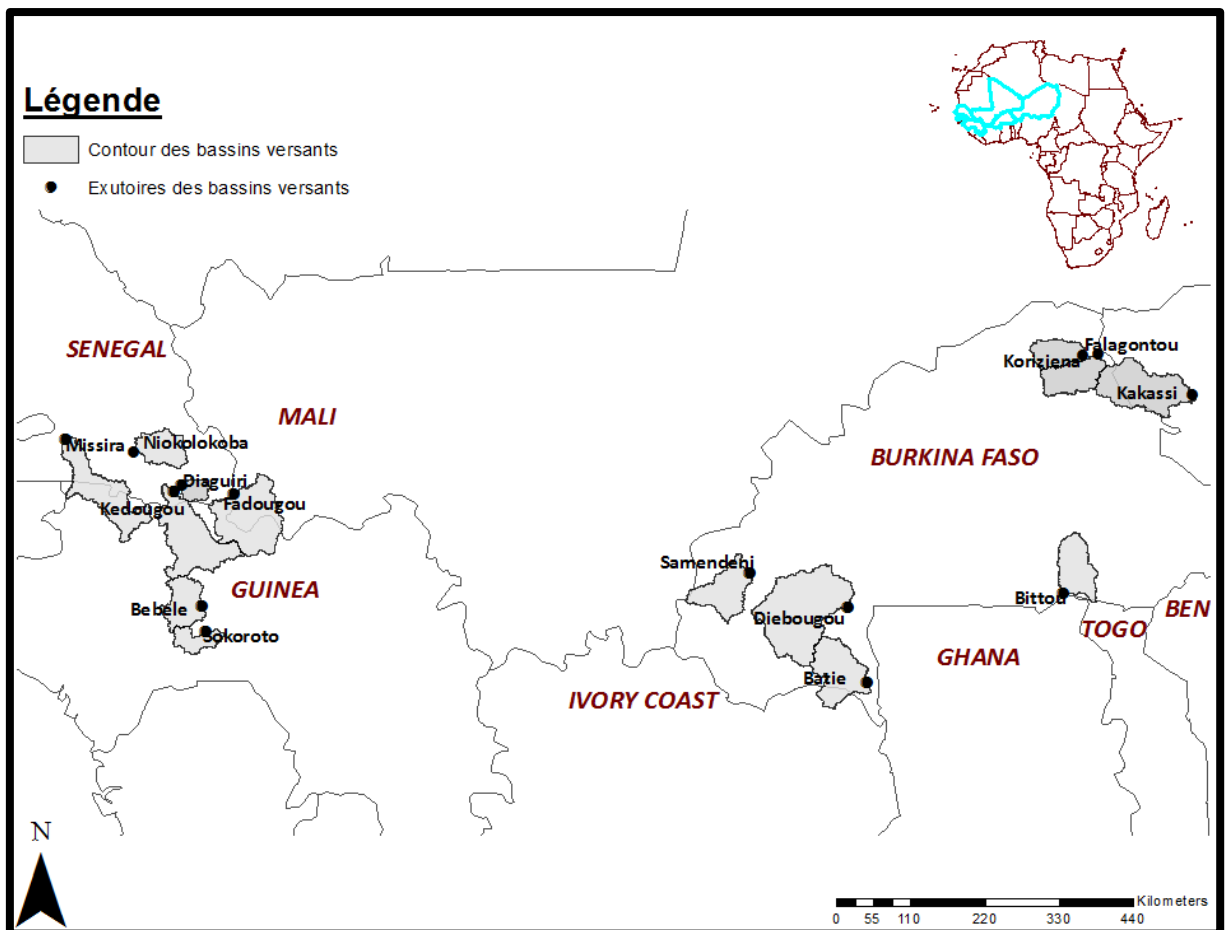 Légende
Contour des bassins versants
Exutoires des bassins versants
SENEGAL
MALI
Falagontou
Koriziena
Kakassi
Missira
Niokolokoba
BURKINA FASO
Diaguiri
Kedougou
Fadougou
Samendehi
GUINEA
Bebele
Sokoroto
Diebougou
Bittou
BEN
TOGO
GHANA
Batie
IVORY COAST
N
Kilometers
0 55 110 220 330 440